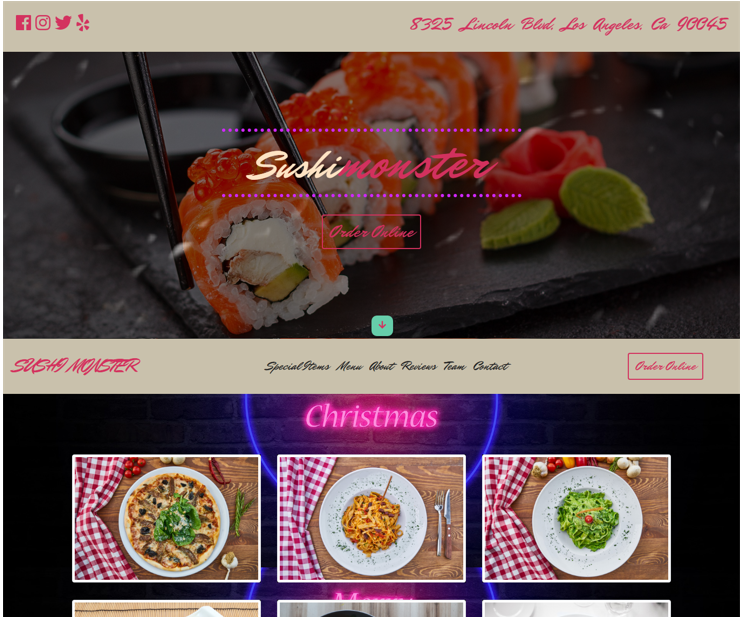 8325 Lincoln Blvd, Los Angeles, Ca 90045
Sushimonster
Order Online
SUSHI MONSTER
Special Items Menu About Reviews Team Contact
Order Online
Christmas
Merry